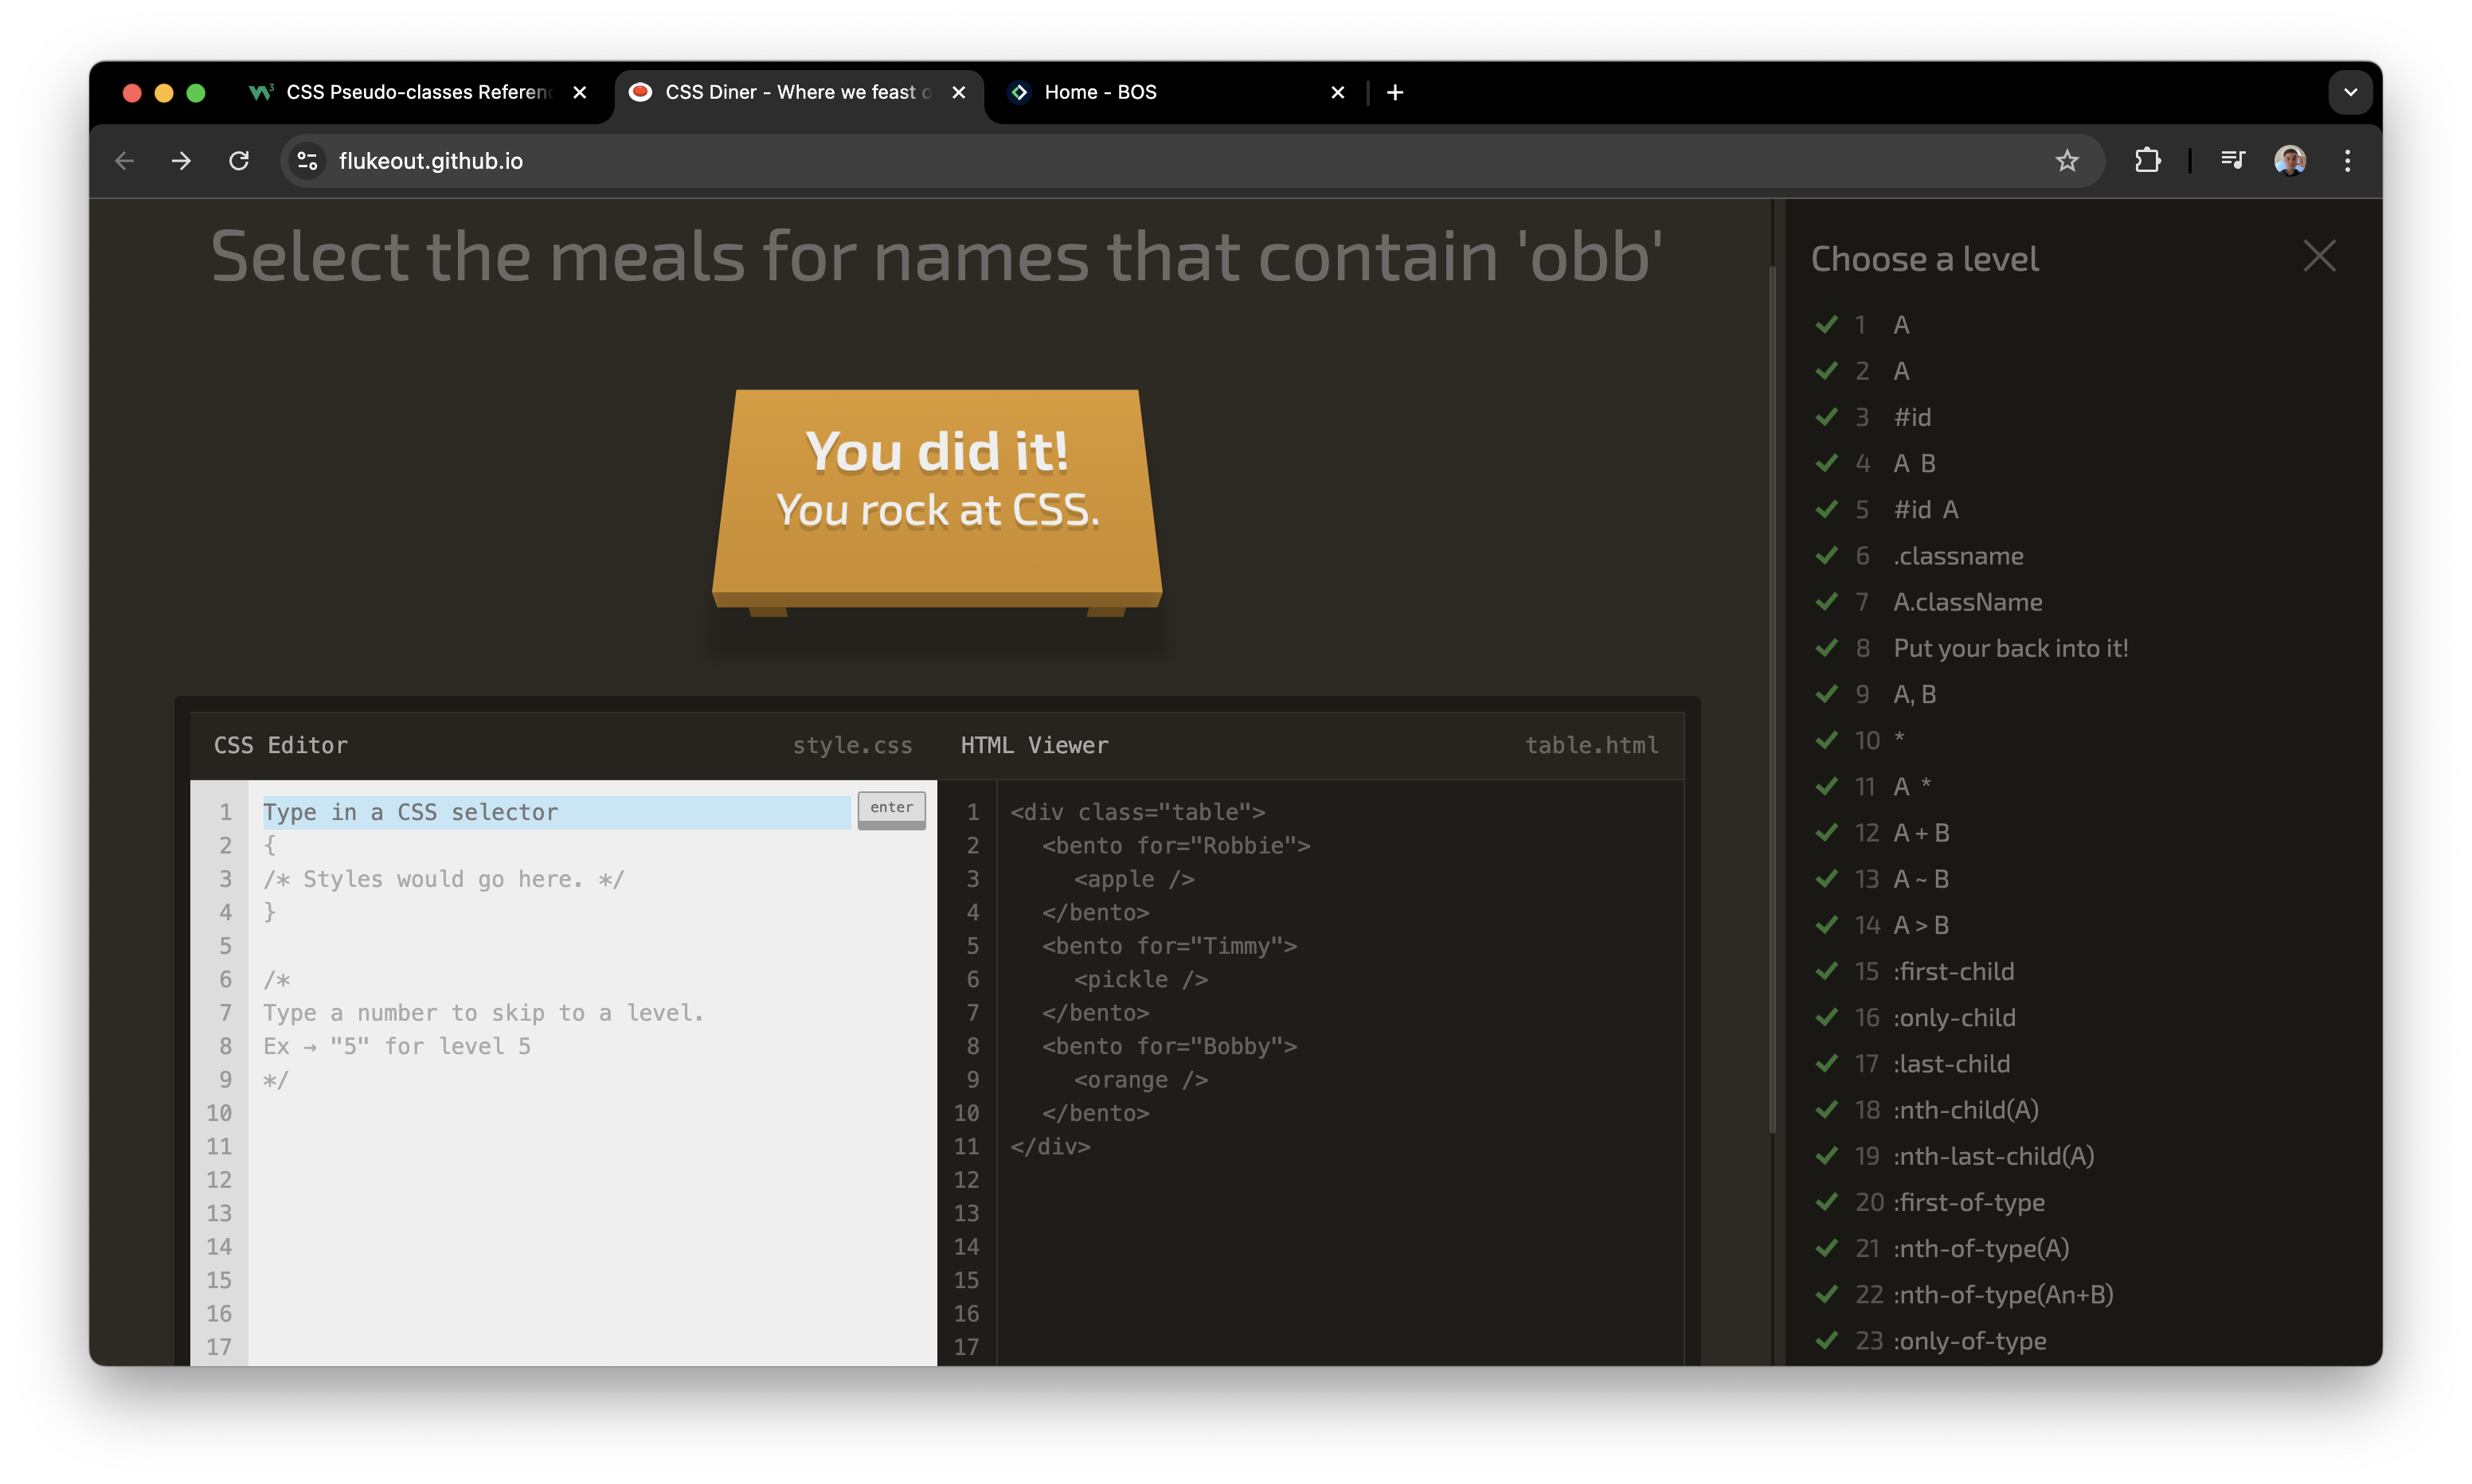 CSS Pseudo-classes Referen
CSS Diner - Where we feast o
Home - BOS
flukeout.github.io
Select the meals for names that contain 'obb'
You did it!
You rock at CSS.
CSS Editor
style.css
1 Type in a CSS selector
enter
2 {
3 /* Styles would go here. */
4 }
5
6 /*
7 Type a number to skip to a level.
8 Ex → "5" for level 5
9 */
10
11
12
13
14
15
16
17
HTML Viewer
table.html
1 <div class="table">
2 <bento for="Robbie">
3 <apple />
4 </bento>
5 <bento for="Timmy">
6 <pickle />
7 </bento>
8 <bento for="Bobby">
9 <orange />
10 </bento>
11 </div>
12
13
14
15
16
17
Choose a level
1 A
2 A
3 #id
4 A B
5 #id A
6 .classname
7 A.className
8 Put your back into it!
9 A, B
10 *
11 A *
12 A + B
13 A ~ B
14 A > B
15 :first-child
16 :only-child
17 :last-child
18 :nth-child(A)
19 :nth-last-child(A)
20 :first-of-type
21 :nth-of-type(A)
22 :nth-of-type(An+B)
23 :only-of-type